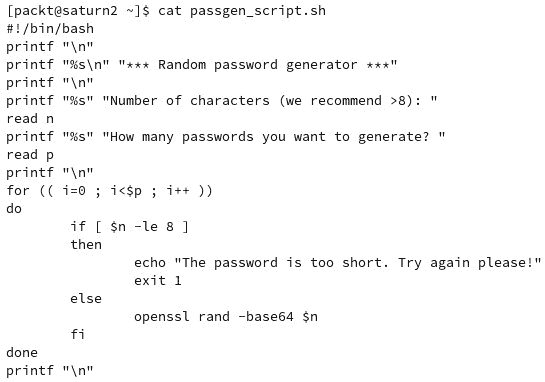 [packt@saturn2 ~]$ cat passgen_script.sh
#!/bin/bash
printf "\n"
printf "%s\n" "*** Random password generator ***"
printf "\n"
printf "%s" "Number of characters (we recommend >8): "
read n
printf "%s" "How many passwords you want to generate? "
read p
printf "\n"
for (( i=0 ; i<$p ; i++ ))
do
        if [ $n -le 8 ]
        then
                echo "The password is too short. Try again please!"
                exit 1
        else
                openssl rand -base64 $n
        fi
done
printf "\n"